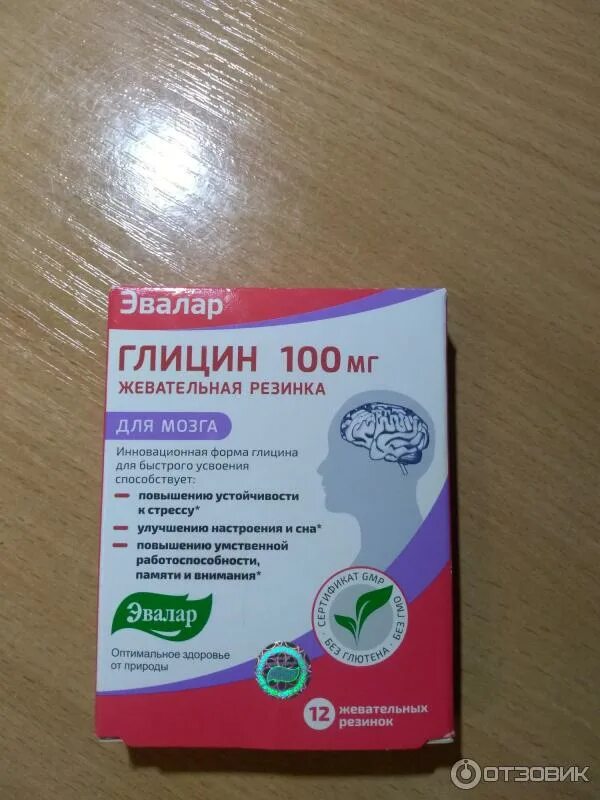 Эвалар
ГЛИЦИН 100 мг
ЖЕВАТЕЛЬНАЯ РЕЗИНКА
ДЛЯ МОЗГА
Инновационная форма глицина
для быстрого усвоения
способствует:
— повышению устойчивости
к стрессу*
— улучшению настроения и сна*
— повышению умственной
работоспособности,
памяти и внимания*
Эвалар
Оптимальное здоровье
от природы
СЕРТИФИКАТ GMP · БЕЗ ГМО · БЕЗ ГЛЮТЕНА ·
12 жевательных
резинок
ОТЗОВИК